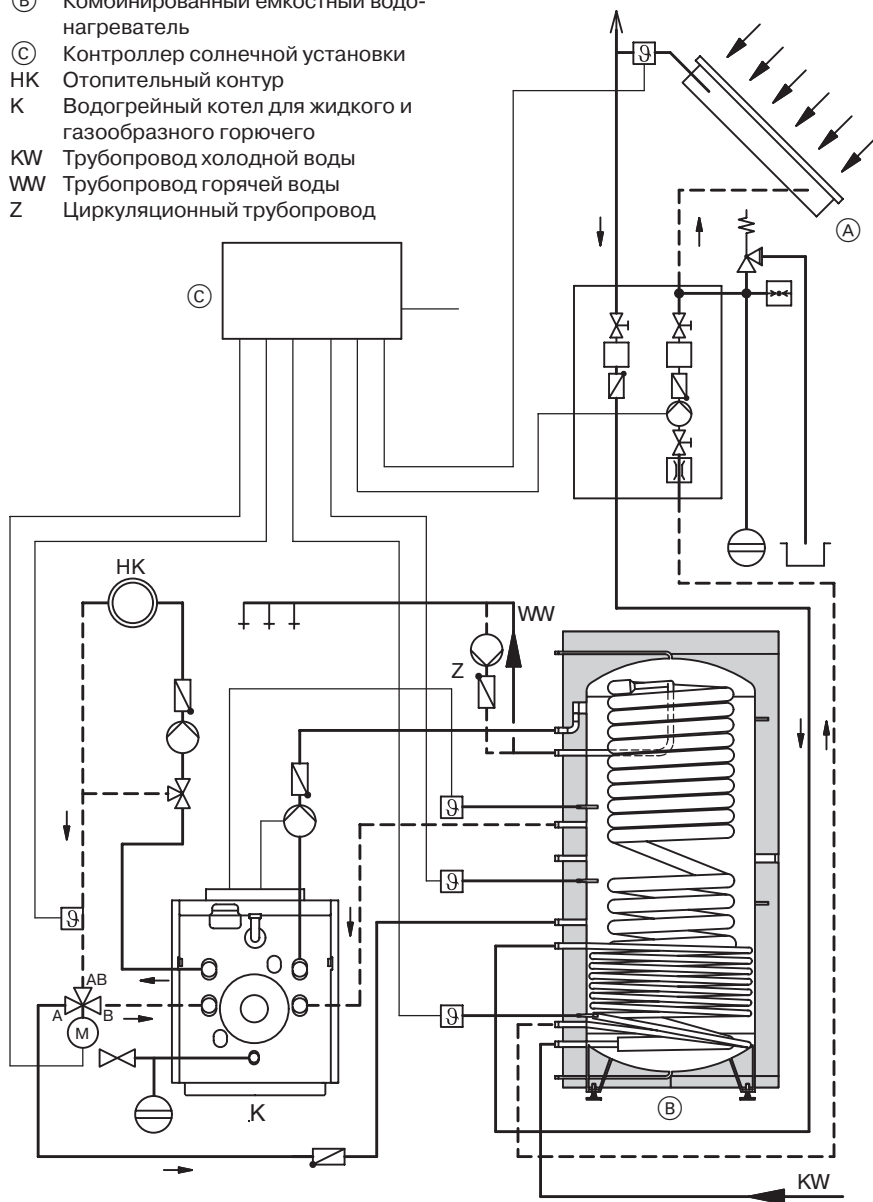 Ⓑ Комбинированный емкостный водо-
нагреватель
Ⓒ Контроллер солнечной установки
HK Отопительный контур
K Водогрейный котел для жидкого и
газообразного горючего
KW Трубопровод холодной воды
WW Трубопровод горячей воды
Z Циркуляционный трубопровод
ϑ
Ⓐ
Ⓒ
HK
WW
Z
ϑ
ϑ
ϑ
AB
A
B
M
ϑ
.K
Ⓑ
KW